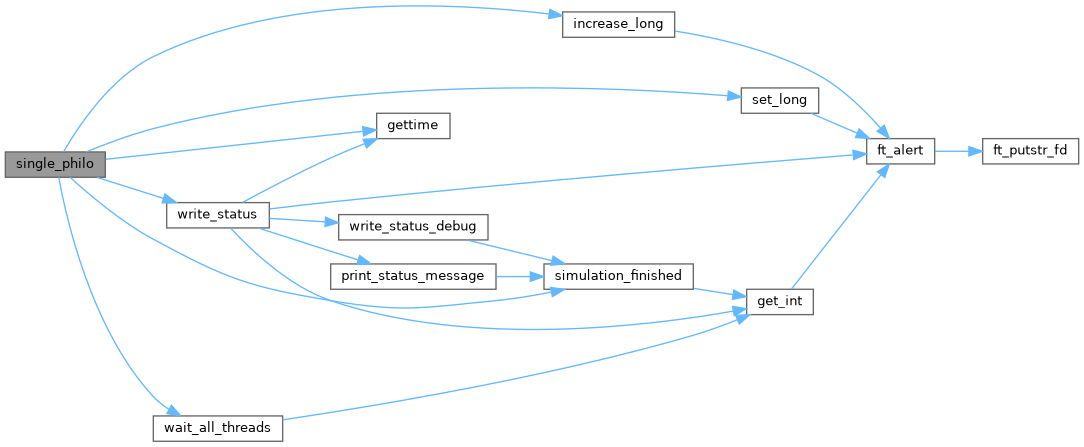 increase_long
set_long
gettime
ft_alert
ft_putstr_fd
single_philo
write_status
write_status_debug
print_status_message
simulation_finished
get_int
wait_all_threads